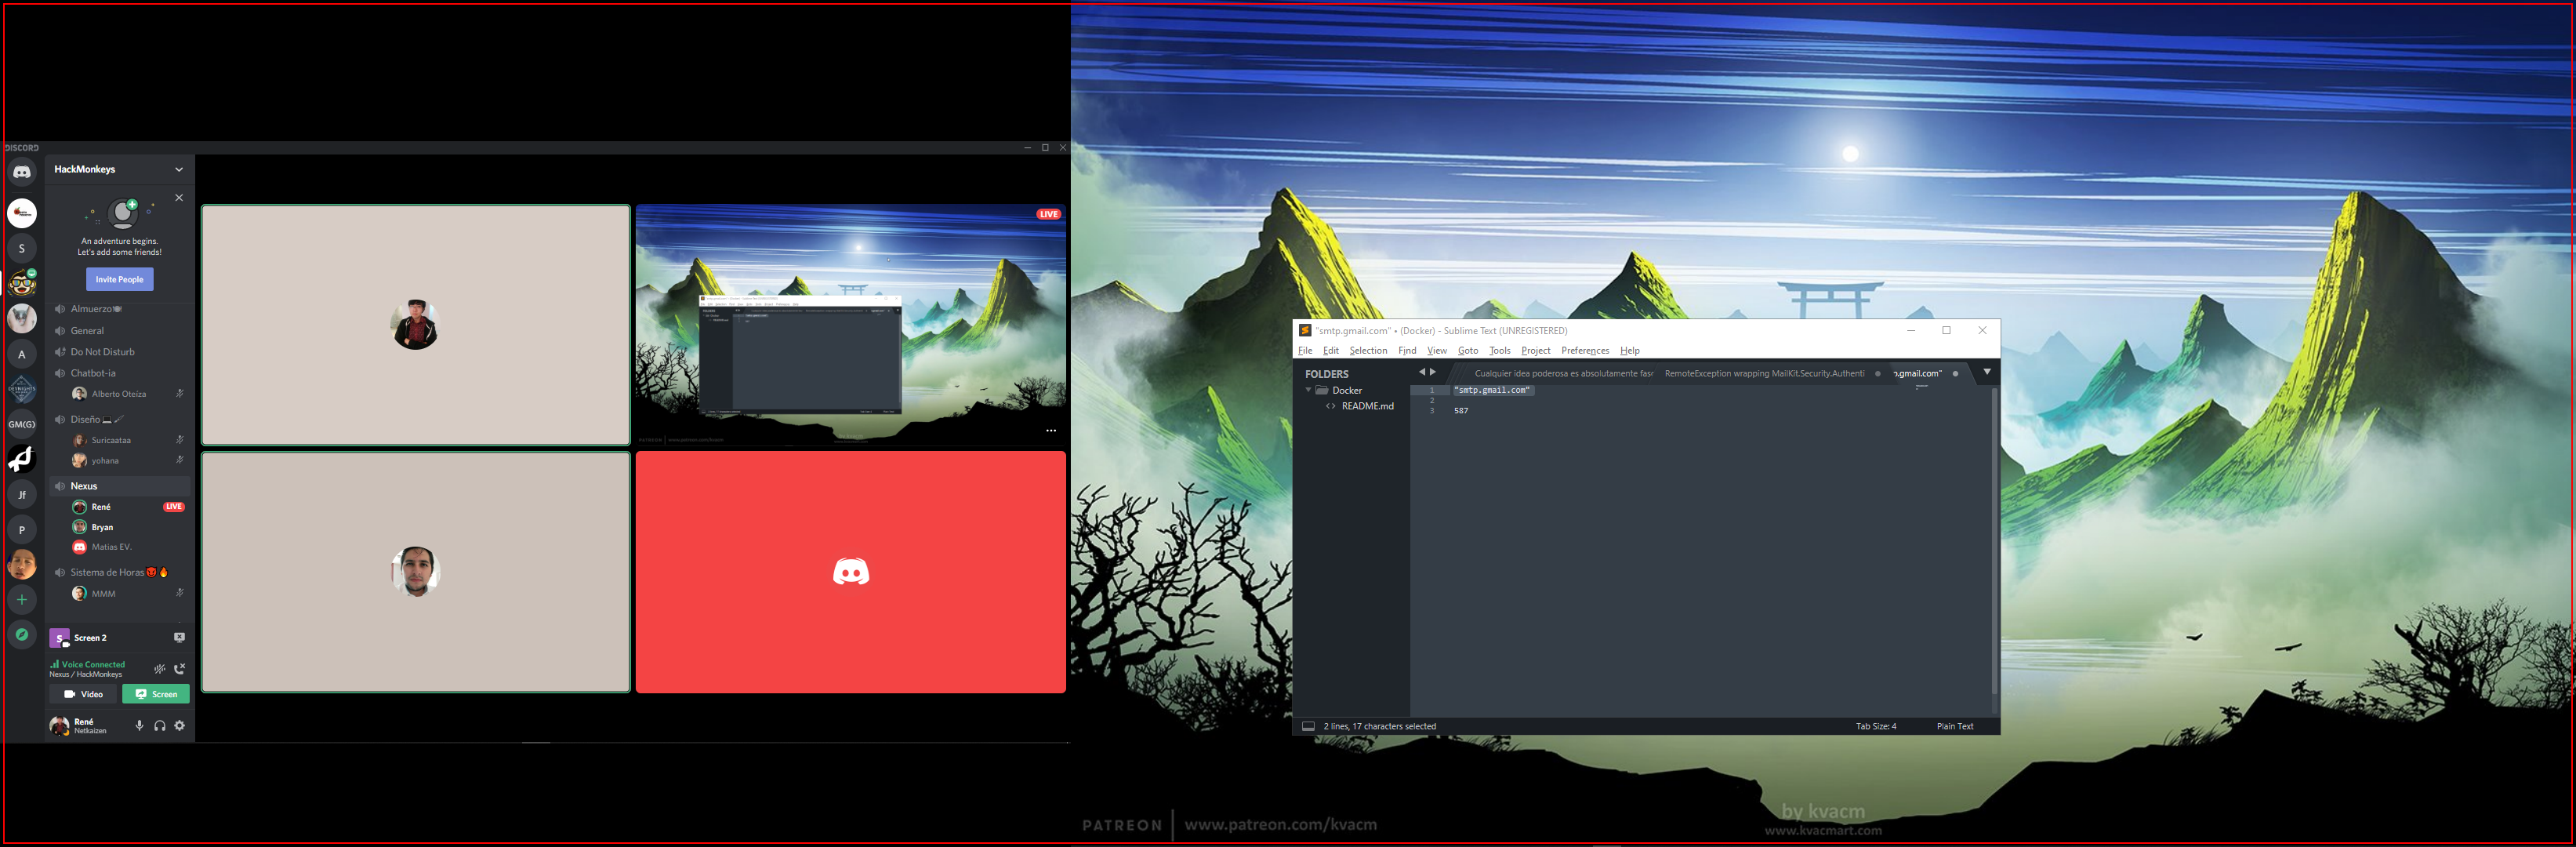 DISCORD
HackMonkeys
An adventure begins.
Let's add some friends!
Invite People
Almuerzo🍽
General
Do Not Disturb
Chatbot-ia
Alberto Oteiza
Diseño 💻🖌
Suricaataa
yohana
Nexus
René LIVE
Bryan
Matias EV.
Sistema de Horas 👹🔥
MMM
S Screen 2
Voice Connected
Nexus / HackMonkeys
Video Screen
René
Netkaizen
S
A
GM(G)
Jf
P
LIVE
"smtp.gmail.com" • (Docker) - Sublime Text (UNREGISTERED)
File Edit Selection Find View Goto Tools Project Preferences Help
FOLDERS
Docker
README.md
Cualquier idea poderosa es absolutamente fasr
RemoteException wrapping MailKit.Security.Authenti
.gmail.com"
1 "smtp.gmail.com"
2
3 587
2 lines, 17 characters selected
Tab Size: 4
Plain Text
PATREON | www.patreon.com/kvacm
by kvacm
www.kvacmart.com